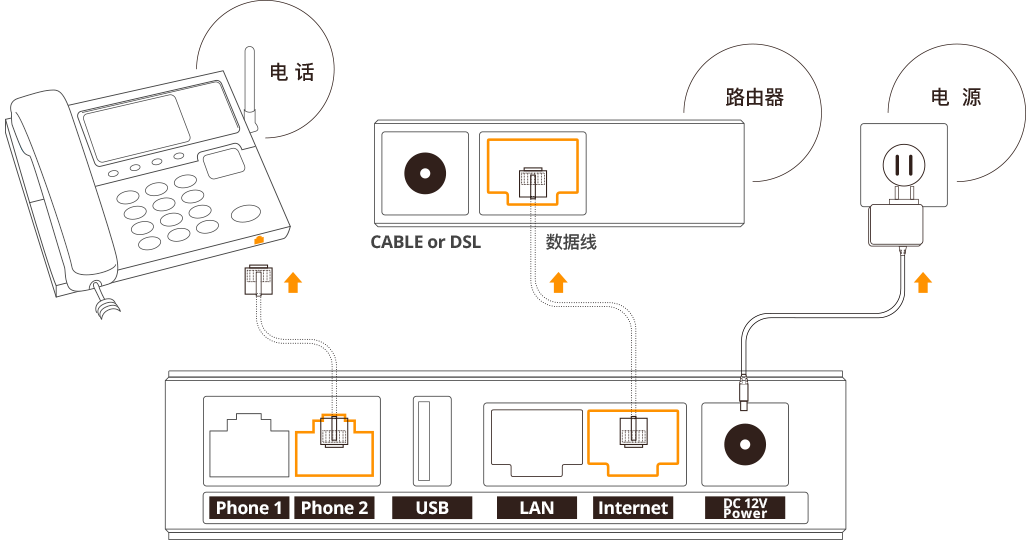 电话
路由器
电源
CABLE or DSL
数据线
Phone 1
Phone 2
USB
LAN
Internet
DC 12V
Power